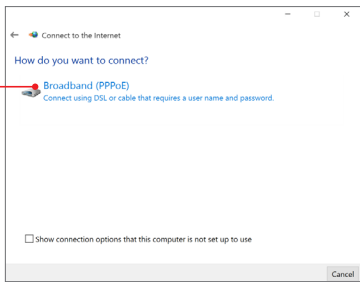 Connect to the Internet
How do you want to connect?
Broadband (PPPoE)
Connect using DSL or cable that requires a user name and password.
Show connection options that this computer is not set up to use
Cancel